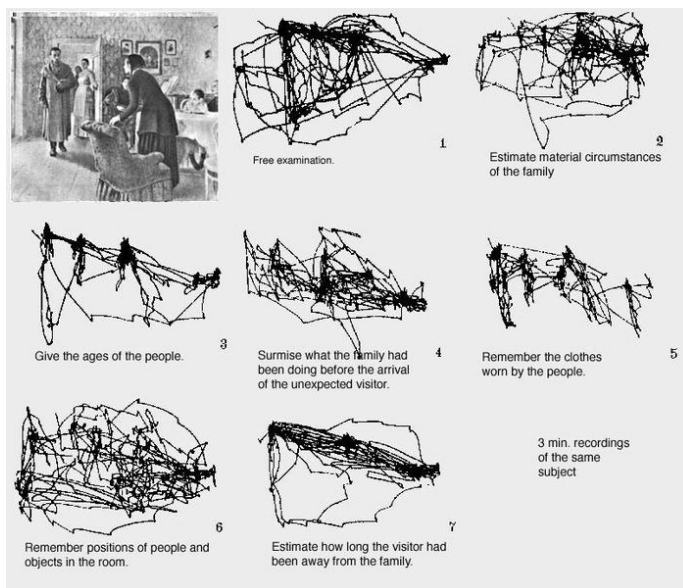 1
Free examination.
2
Estimate material circumstances
of the family
3
Give the ages of the people.
4
Surmise what the family had
been doing before the arrival
of the unexpected visitor.
5
Remember the clothes
worn by the people.
6
Remember positions of people and
objects in the room.
7
Estimate how long the visitor had
been away from the family.
3 min. recordings
of the same
subject